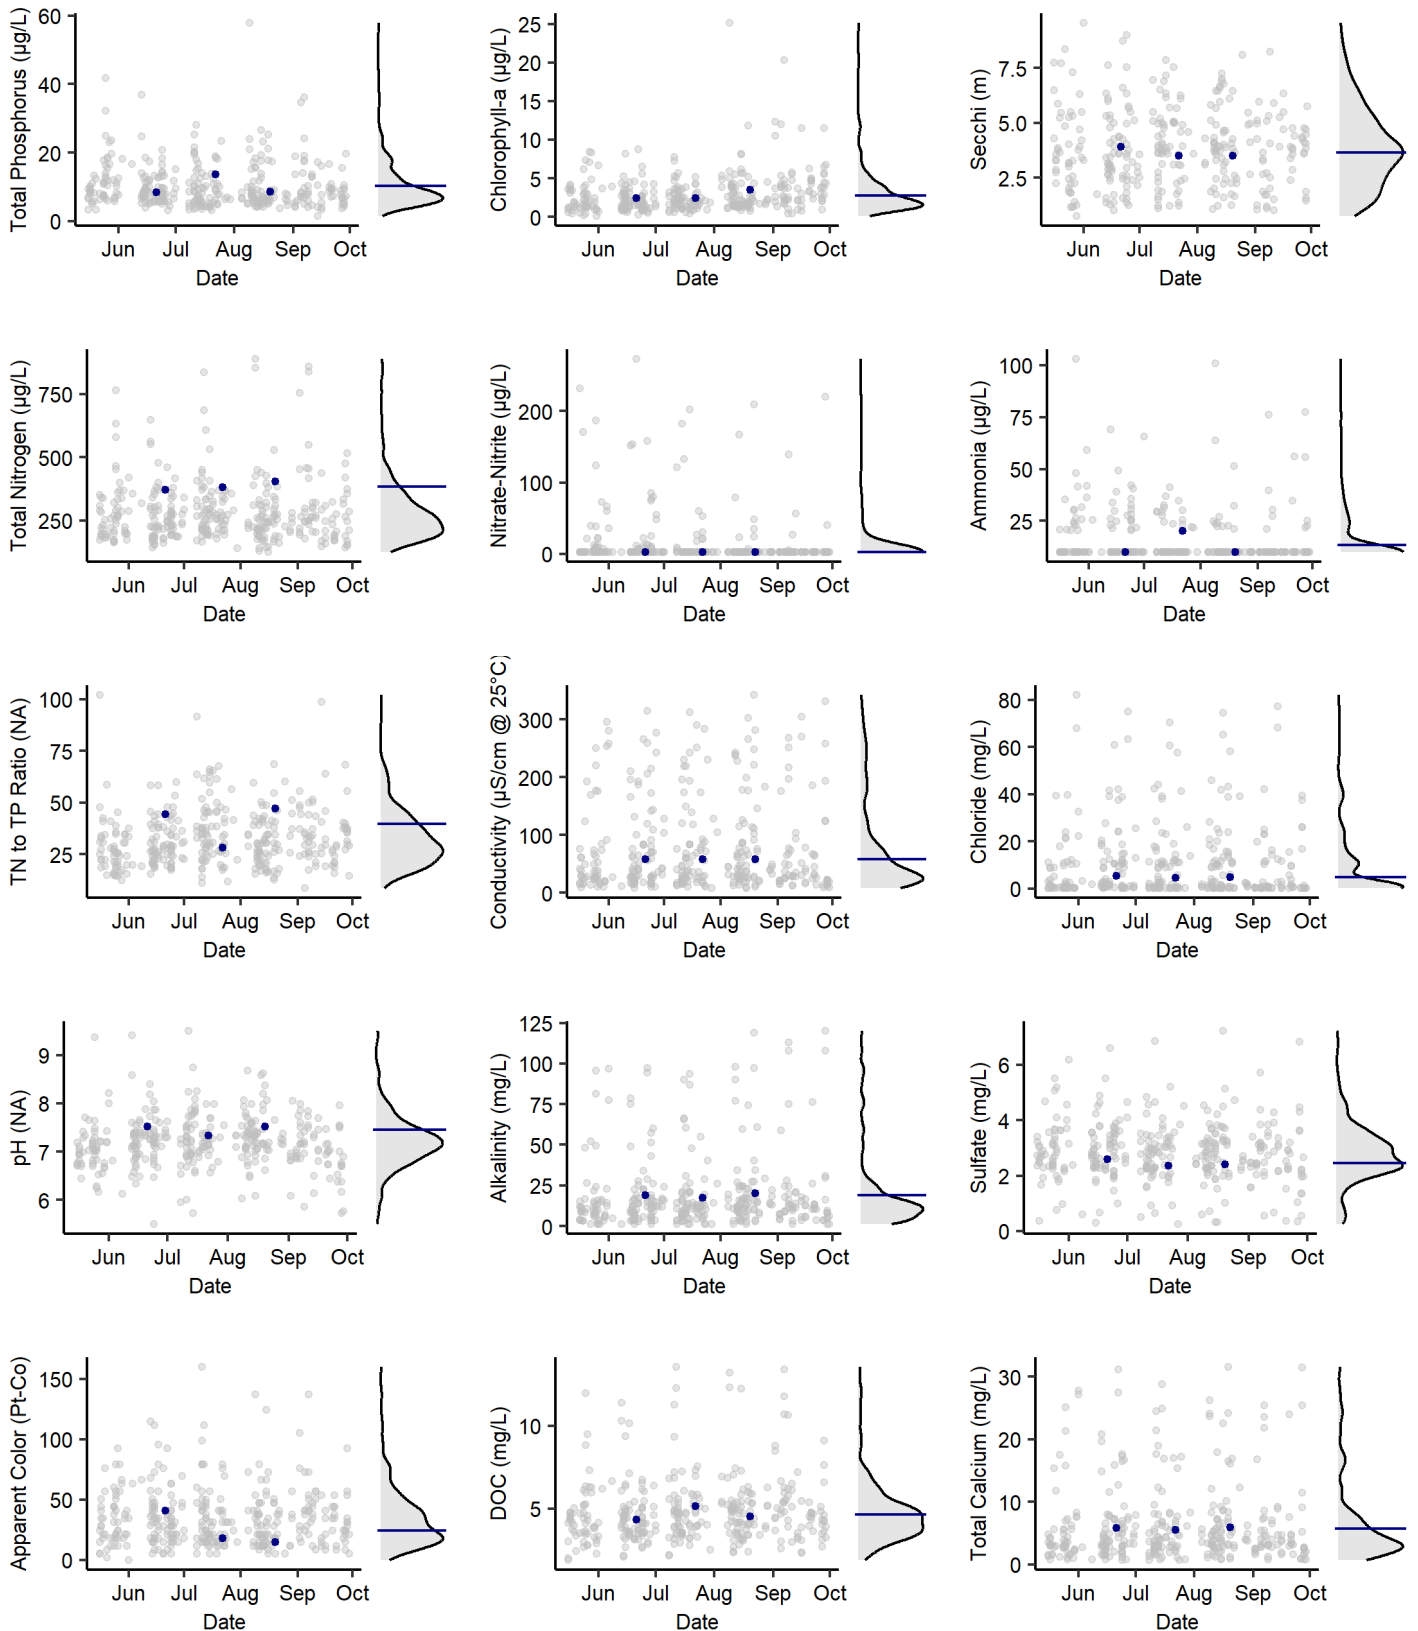 Total Phosphorus (µg/L)
60
40
20
0
Jun Jul Aug Sep Oct
Date
Chlorophyll-a (µg/L)
25
20
15
10
5
0
Jun Jul Aug Sep Oct
Date
Secchi (m)
7.5
5.0
2.5
Jun Jul Aug Sep Oct
Date
Total Nitrogen (µg/L)
750
500
250
Jun Jul Aug Sep Oct
Date
Nitrate-Nitrite (µg/L)
200
100
0
Jun Jul Aug Sep Oct
Date
Ammonia (µg/L)
100
75
50
25
Jun Jul Aug Sep Oct
Date
TN to TP Ratio (NA)
100
75
50
25
Jun Jul Aug Sep Oct
Date
Conductivity (µS/cm @ 25°C)
300
200
100
0
Jun Jul Aug Sep Oct
Date
Chloride (mg/L)
80
60
40
20
0
Jun Jul Aug Sep Oct
Date
pH (NA)
9
8
7
6
Jun Jul Aug Sep Oct
Date
Alkalinity (mg/L)
125
100
75
50
25
0
Jun Jul Aug Sep Oct
Date
Sulfate (mg/L)
6
4
2
0
Jun Jul Aug Sep Oct
Date
Apparent Color (Pt-Co)
150
100
50
0
Jun Jul Aug Sep Oct
Date
DOC (mg/L)
10
5
Jun Jul Aug Sep Oct
Date
Total Calcium (mg/L)
30
20
10
0
Jun Jul Aug Sep Oct
Date